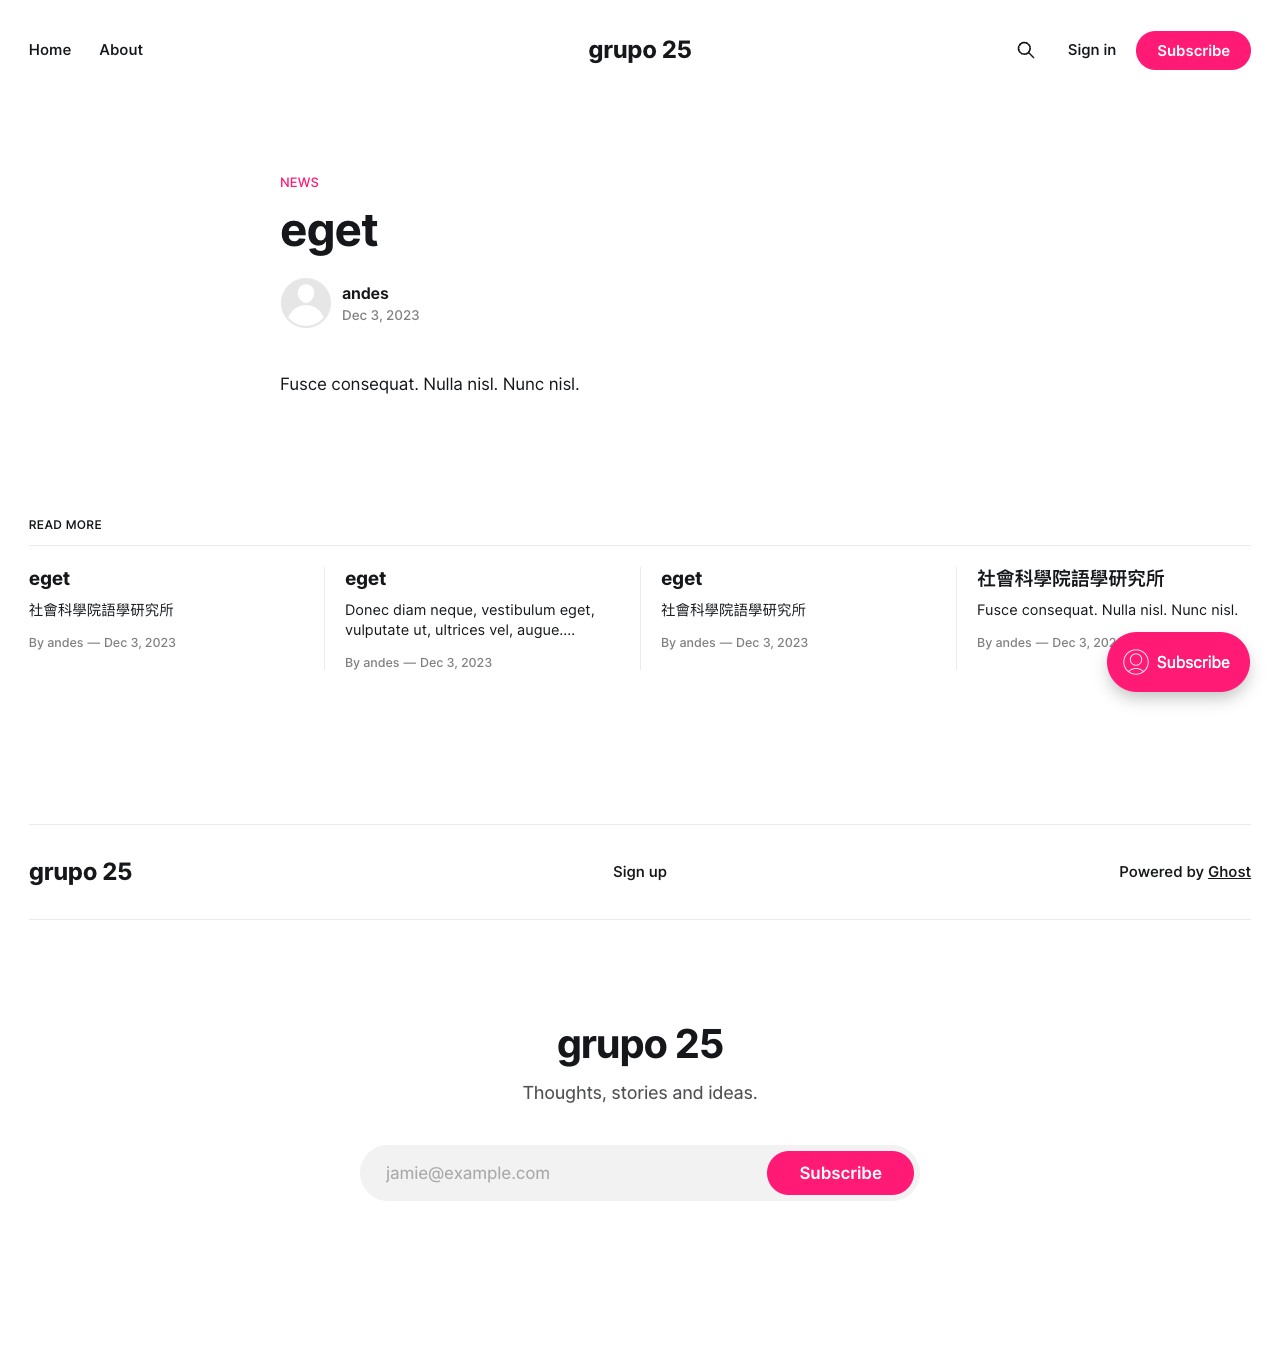 Home
About
grupo 25
Sign in
Subscribe
NEWS
eget
andes
Dec 3, 2023
Fusce consequat. Nulla nisl. Nunc nisl.
READ MORE
eget
社會科學院語學研究所
By andes — Dec 3, 2023
eget
Donec diam neque, vestibulum eget,
vulputate ut, ultrices vel, augue....
By andes — Dec 3, 2023
eget
社會科學院語學研究所
By andes — Dec 3, 2023
社會科學院語學研究所
Fusce consequat. Nulla nisl. Nunc nisl.
By andes — Dec 3,
Subscribe
grupo 25
Sign up
Powered by Ghost
grupo 25
Thoughts, stories and ideas.
jamie@example.com
Subscribe